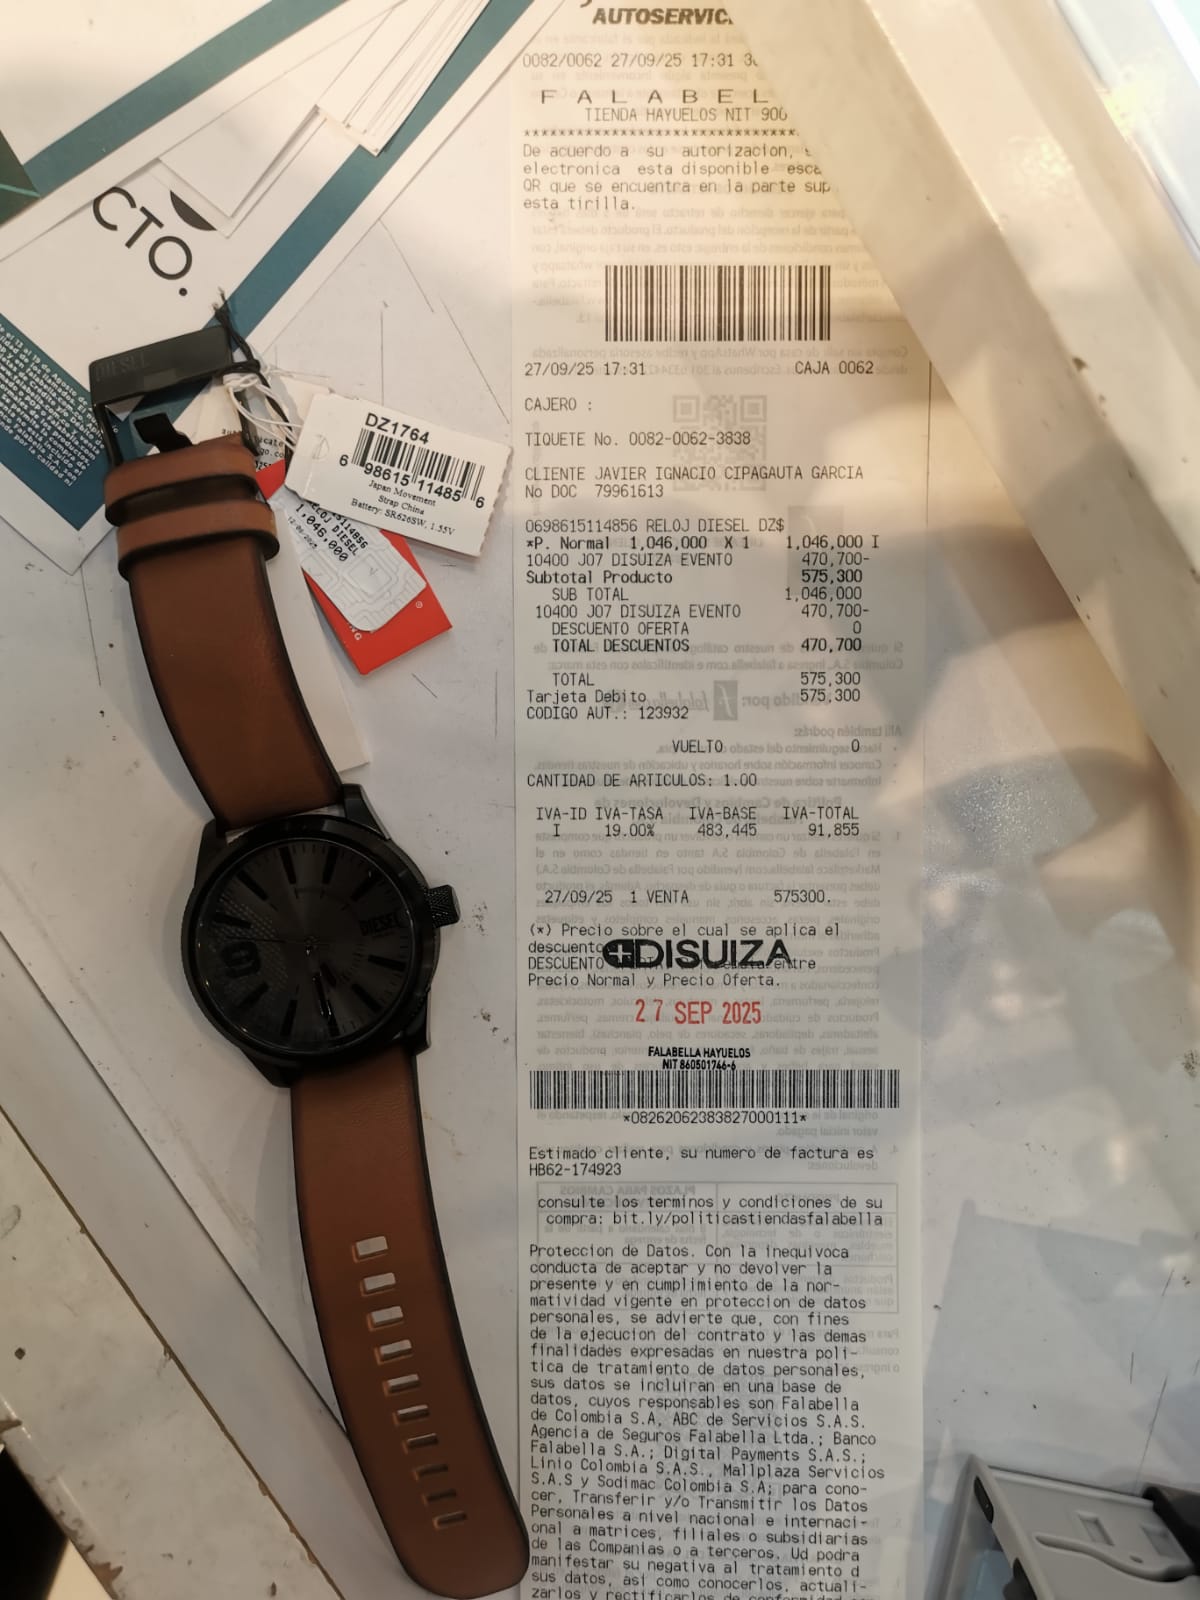 AUTOSERVIC
0082/0062 27/09/25 17:31
FALABEL
TIENDA HAYUELOS NIT 900
********************************
De acuerdo a su autorizacion,
electronica esta disponible esca
QR que se encuentra en la parte sup
esta tirilla.
27/09/25 17:31 CAJA 0062
CAJERO :
TIQUETE No. 0082-0062-3838
CLIENTE JAVIER IGNACIO CIPAGAUTA GARCIA
No DOC 79961613
0698615114856 RELOJ DIESEL DZ$
*P. Normal 1,046,000 X 1 1,046,000 I
10400 J07 DISUIZA EVENTO 470,700-
Subtotal Producto 575,300
SUB TOTAL 1,046,000
10400 J07 DISUIZA EVENTO 470,700-
DESCUENTO OFERTA 0
TOTAL DESCUENTOS 470,700
TOTAL 575,300
Tarjeta Debito 575,300
CODIGO AUT.: 123932
VUELTO 0
CANTIDAD DE ARTICULOS: 1.00
IVA-ID IVA-TASA IVA-BASE IVA-TOTAL
I 19.00% 483,445 91,855
27/09/25 1 VENTA 575300.
(*) Precio sobre el cual se aplica el
descuento
DISUIZA
DESCUENTO entre
Precio Normal y Precio Oferta.
27 SEP 2025
FALABELLA HAYUELOS
NIT 860501746-6
*08262062383827000111*
Estimado cliente, su numero de factura es
HB62-174923
consulte los terminos y condiciones de su
compra: bit.ly/politicastiendasfalabella
Proteccion de Datos. Con la inequivoca
conducta de aceptar y no devolver la
presente y en cumplimiento de la nor-
matividad vigente en proteccion de datos
personales, se advierte que, con fines
de la ejecucion del contrato y las demas
finalidades expresadas en nuestra poli-
tica de tratamiento de datos personales,
sus datos se incluiran en una base de
datos, cuyos responsables son Falabella
de Colombia S.A, ABC de Servicios S.A.S.
Agencia de Seguros Falabella Ltda.; Banco
Falabella S.A.; Digital Payments S.A.S.;
Linio Colombia S.A.S., Mallplaza Servicios
S.A.S y Sodimac Colombia S.A; para cono-
cer, Transferir y/o Transmitir los Datos
Personales a nivel nacional e internaci-
onal a matrices, filiales o subsidiarias
de las Companias o a terceros. Ud podra
manifestar su negativa al tratamiento d
sus datos, asi como conocerlos, actuali-
zarlos y rectificarlos de conformidad
CTO.
DIESEL
DZ1764
6 98615 11485 6
Japan Movement
Strap China
Battery: SR626SW, 1.55V
RELOJ DIESEL
1,046,000
DIESEL
9